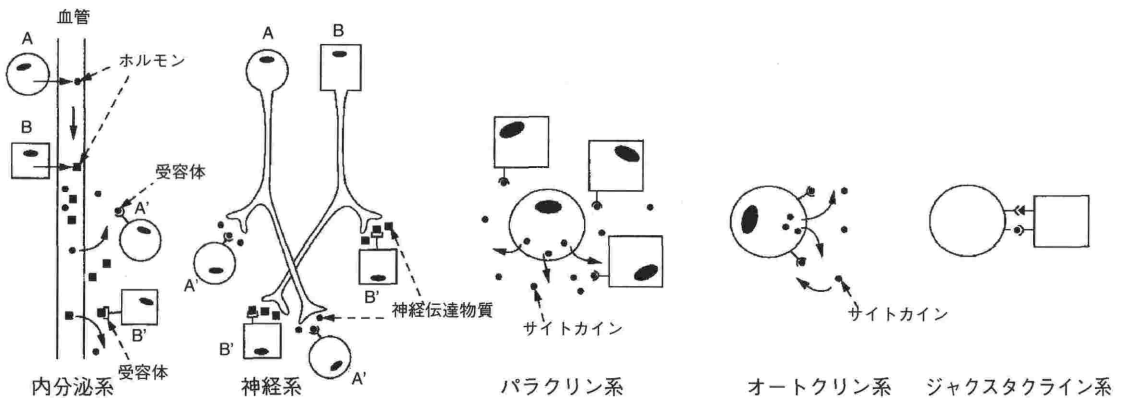 血管
A
ホルモン
B
受容体
A'
B'
受容体
内分泌系
A
B
A'
B'
B'
神経伝達物質
A'
神経系
サイトカイン
パラクリン系
サイトカイン
オートクリン系
ジャクスタクライン系